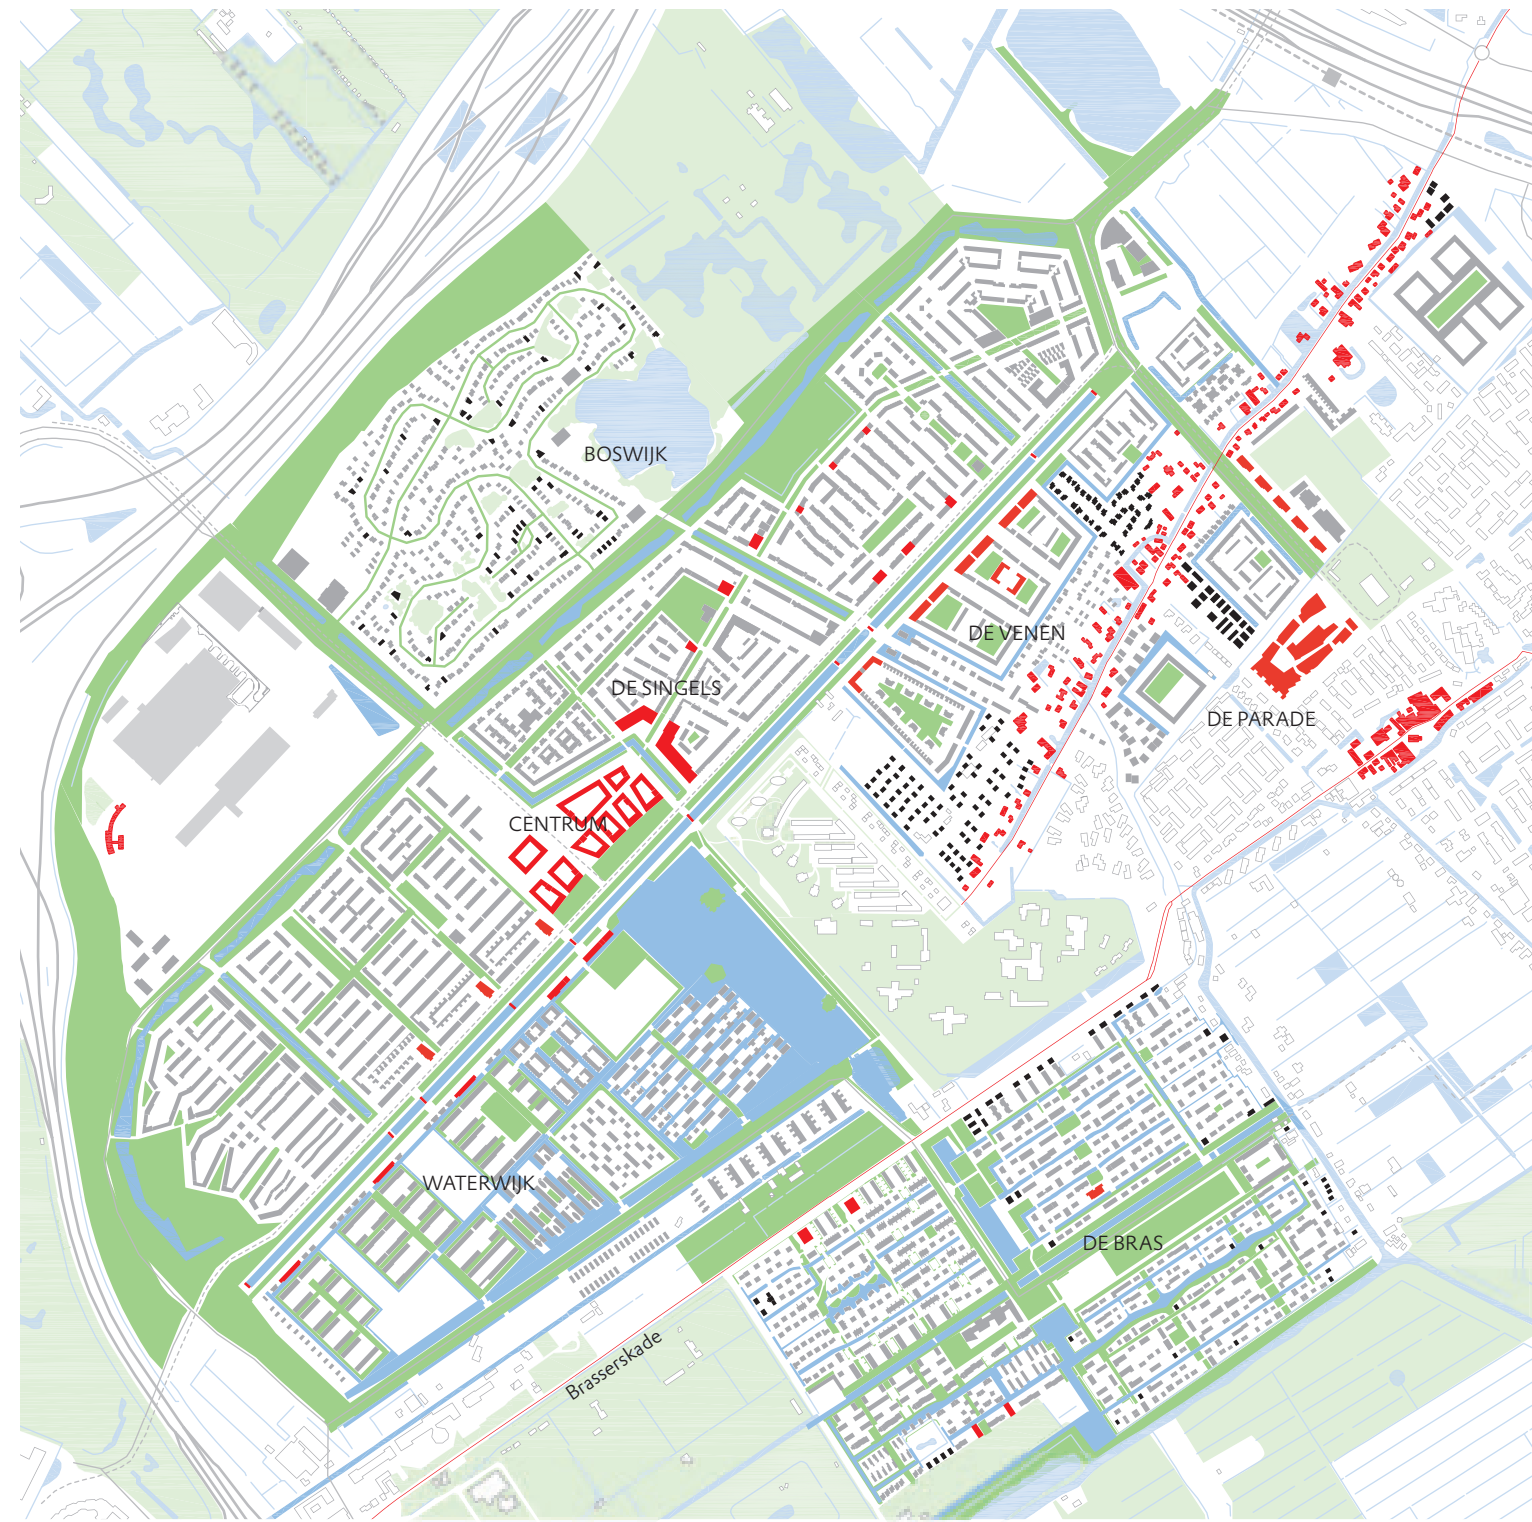 BOSWIJK
DE VENEN
DE SINGELS
DE PARADE
CENTRUM
WATERWIJK
DE BRAS
Brasserskade